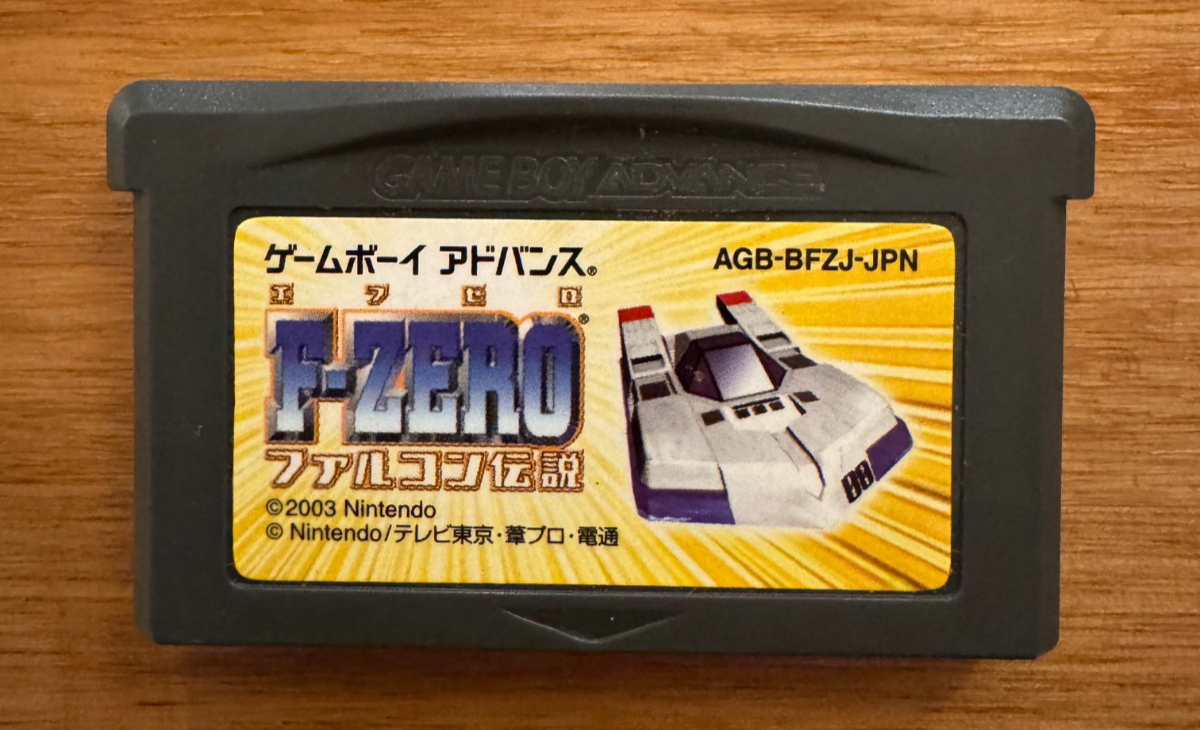 GAME BOY ADVANCE
ゲームボーイ アドバンス®
AGB-BFZJ-JPN
エフゼロ
F-ZERO®
ファルコン伝説
©2003 Nintendo
© Nintendo/テレビ東京・葦プロ・電通